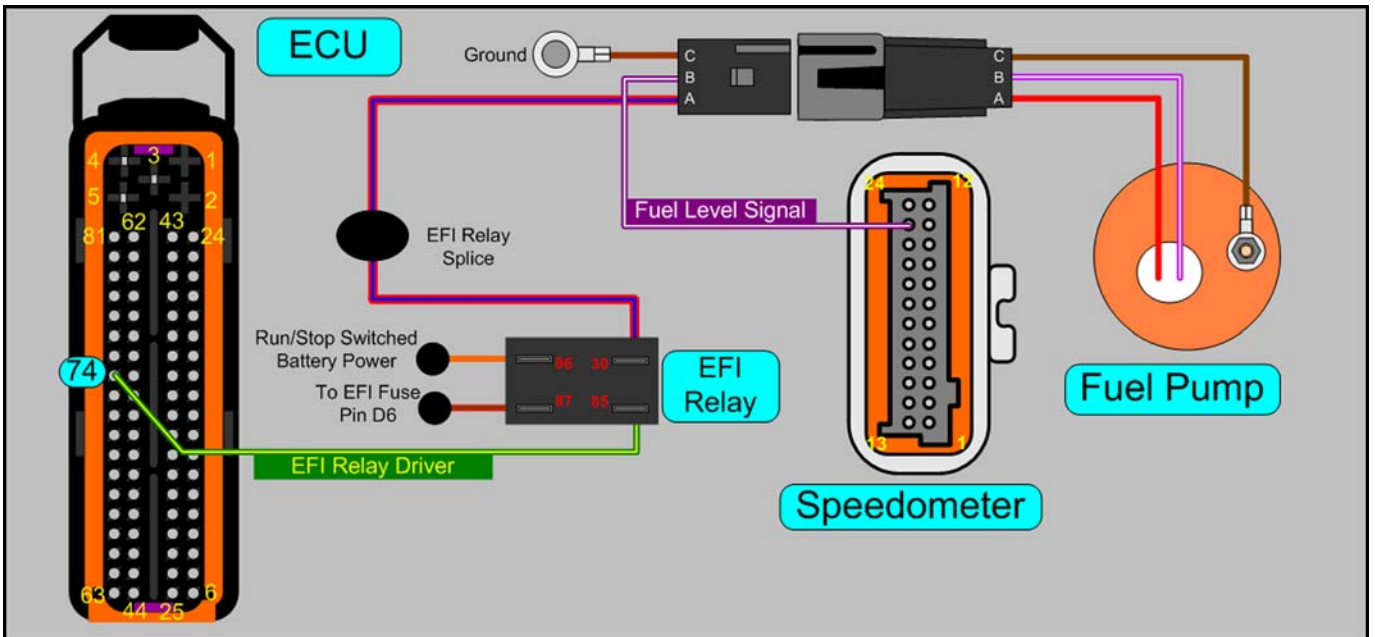 ECU
Ground
C
B
A
C
B
A
4
3
1
5
2
62
43
81
24
24
12
Fuel Level Signal
EFI Relay
Splice
Run/Stop Switched
Battery Power
86
30
EFI
Relay
74
To EFI Fuse
Pin D6
87
85
Fuel Pump
13
1
EFI Relay Driver
Speedometer
63
6
44
25